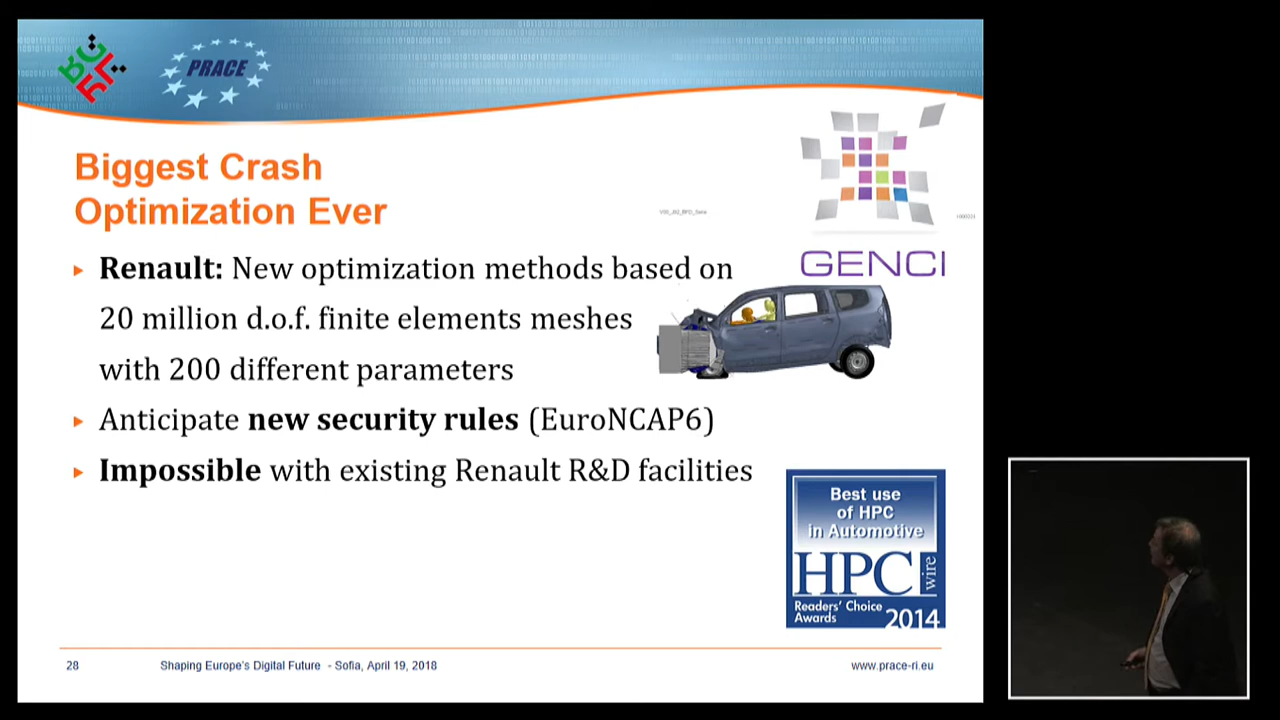 PRACE
Biggest Crash
Optimization Ever
GENCI
▸ Renault: New optimization methods based on
20 million d.o.f. finite elements meshes
with 200 different parameters
▸ Anticipate new security rules (EuroNCAP6)
▸ Impossible with existing Renault R&D facilities
Best use
of HPC
in Automotive
HPC wire
Readers' Choice
Awards 2014
28 Shaping Europe's Digital Future - Sofia, April 19, 2018 www.prace-ri.eu